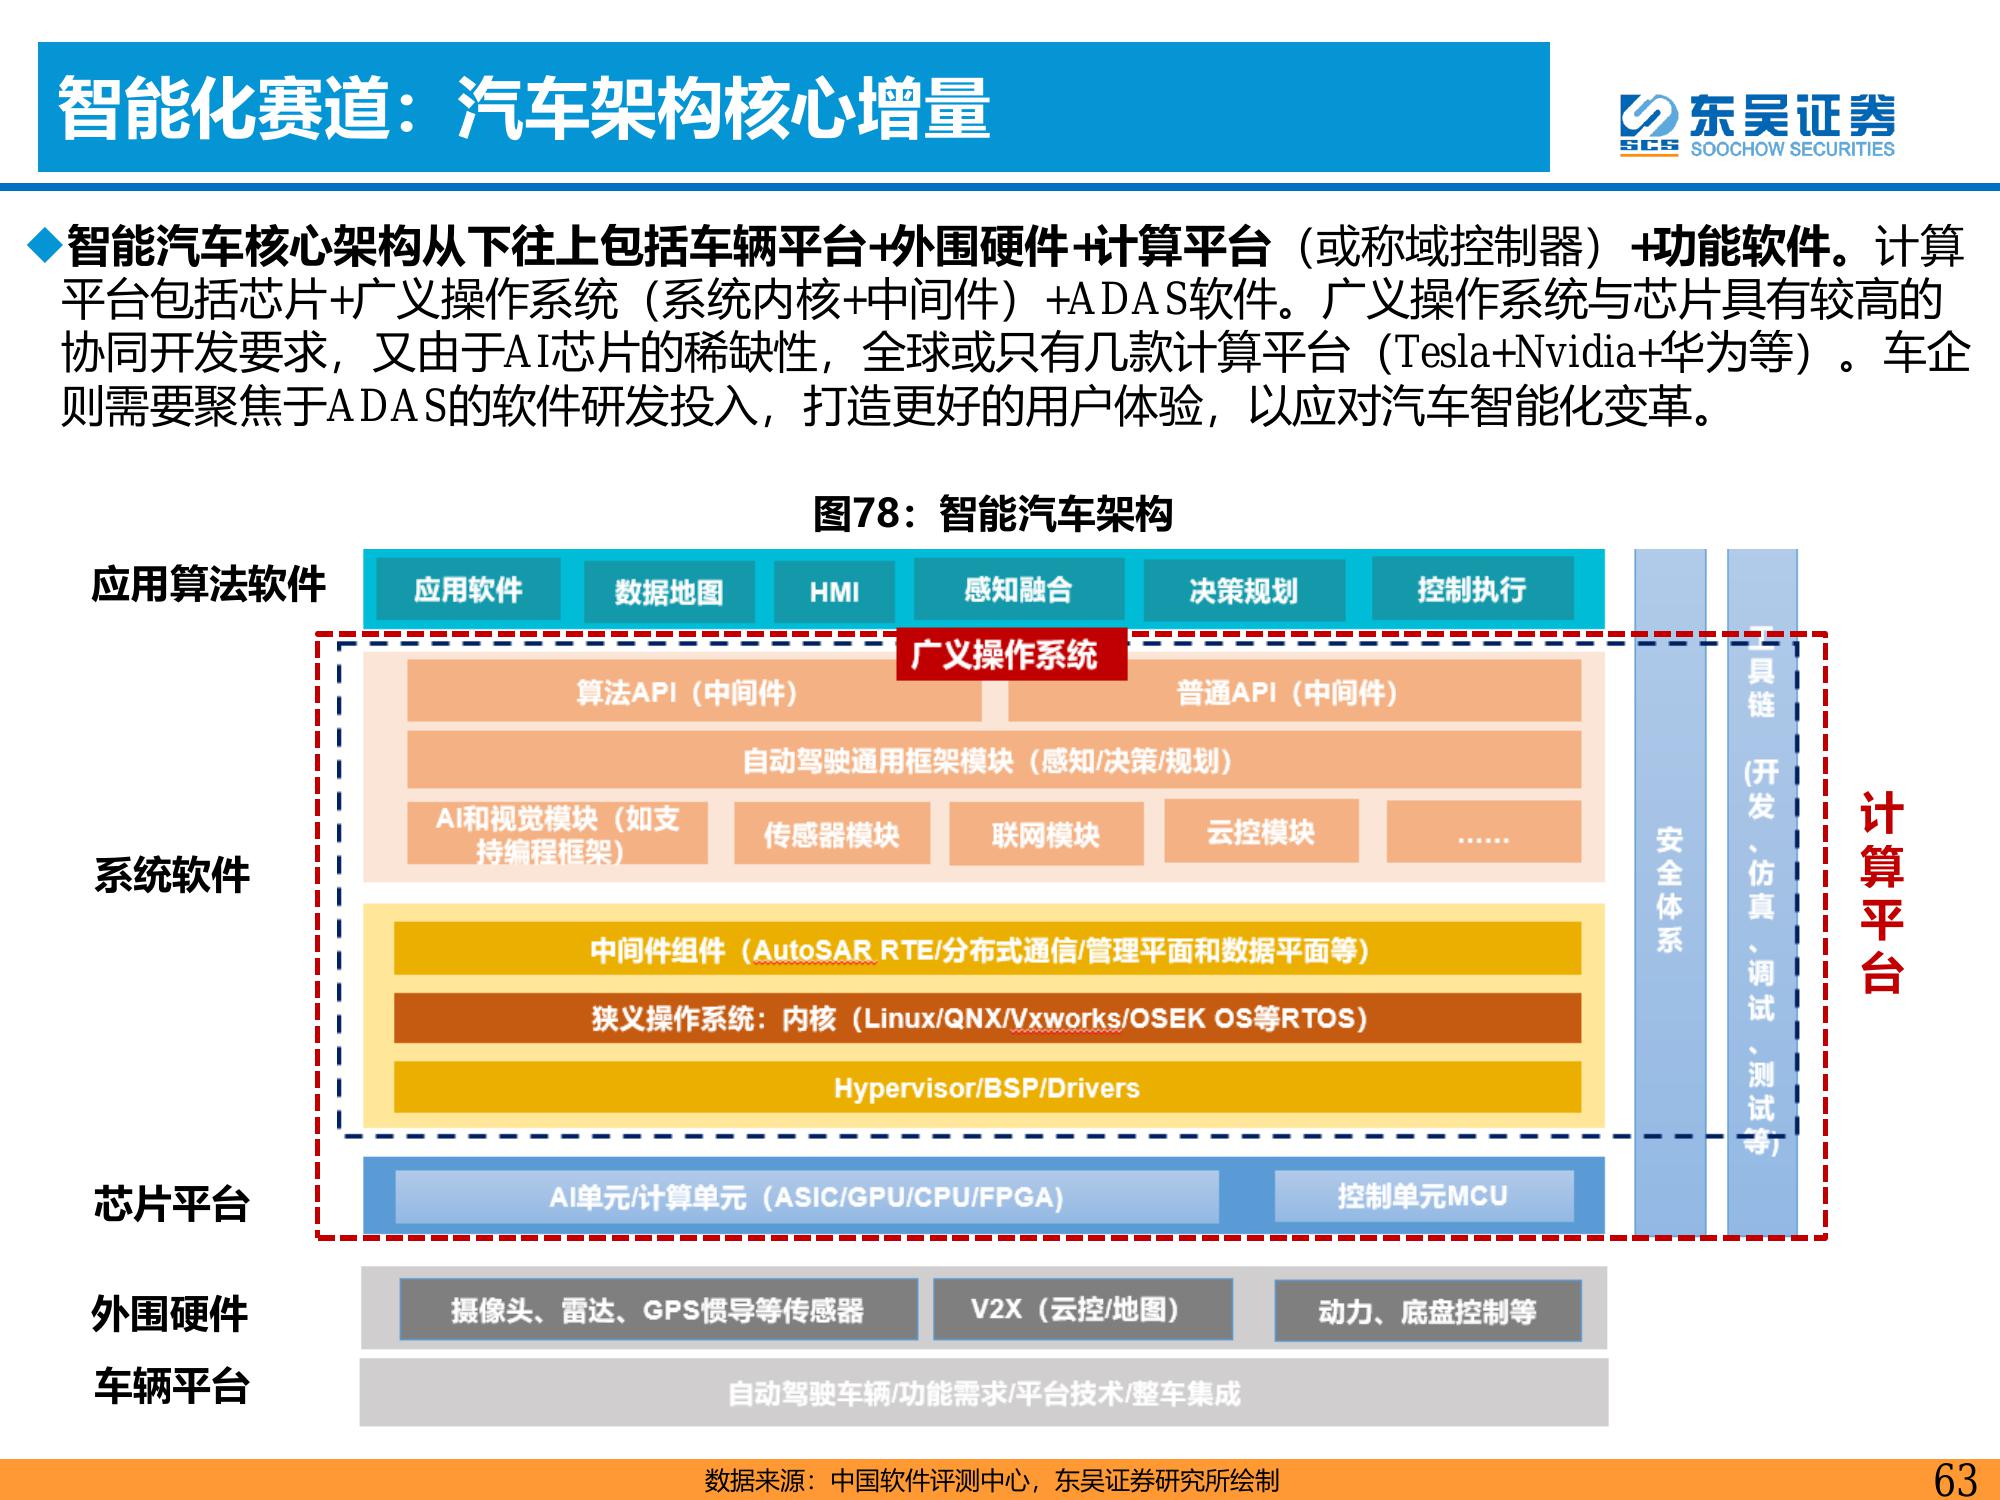 智能化赛道：汽车架构核心增量
东吴证券
SCS
SOOCHOW SECURITIES
智能汽车核心架构从下往上包括车辆平台+外围硬件+计算平台（或称域控制器）+功能软件。计算
平台包括芯片+广义操作系统（系统内核+中间件）+ADAS软件。广义操作系统与芯片具有较高的
协同开发要求，又由于AI芯片的稀缺性，全球或只有几款计算平台（Tesla+Nvidia+华为等）。车企
则需要聚焦于ADAS的软件研发投入，打造更好的用户体验，以应对汽车智能化变革。
图78：智能汽车架构
应用算法软件
应用软件
数据地图
HMI
感知融合
决策规划
控制执行
广义操作系统
算法API（中间件）
普通API（中间件）
自动驾驶通用框架模块（感知/决策/规划）
AI和视觉模块（如支
持编程框架）
传感器模块
联网模块
云控模块
......
系统软件
中间件组件（AutoSAR RTE/分布式通信/管理平面和数据平面等）
狭义操作系统：内核（Linux/QNX/Vxworks/OSEK OS等RTOS）
Hypervisor/BSP/Drivers
芯片平台
AI单元/计算单元（ASIC/GPU/CPU/FPGA)
控制单元MCU
安全体系
工具链（开发、仿真、调试、测试等）
计算平台
外围硬件
摄像头、雷达、GPS惯导等传感器
V2X（云控/地图）
动力、底盘控制等
车辆平台
自动驾驶车辆/功能需求/平台技术/整车集成
数据来源：中国软件评测中心，东吴证券研究所绘制
63